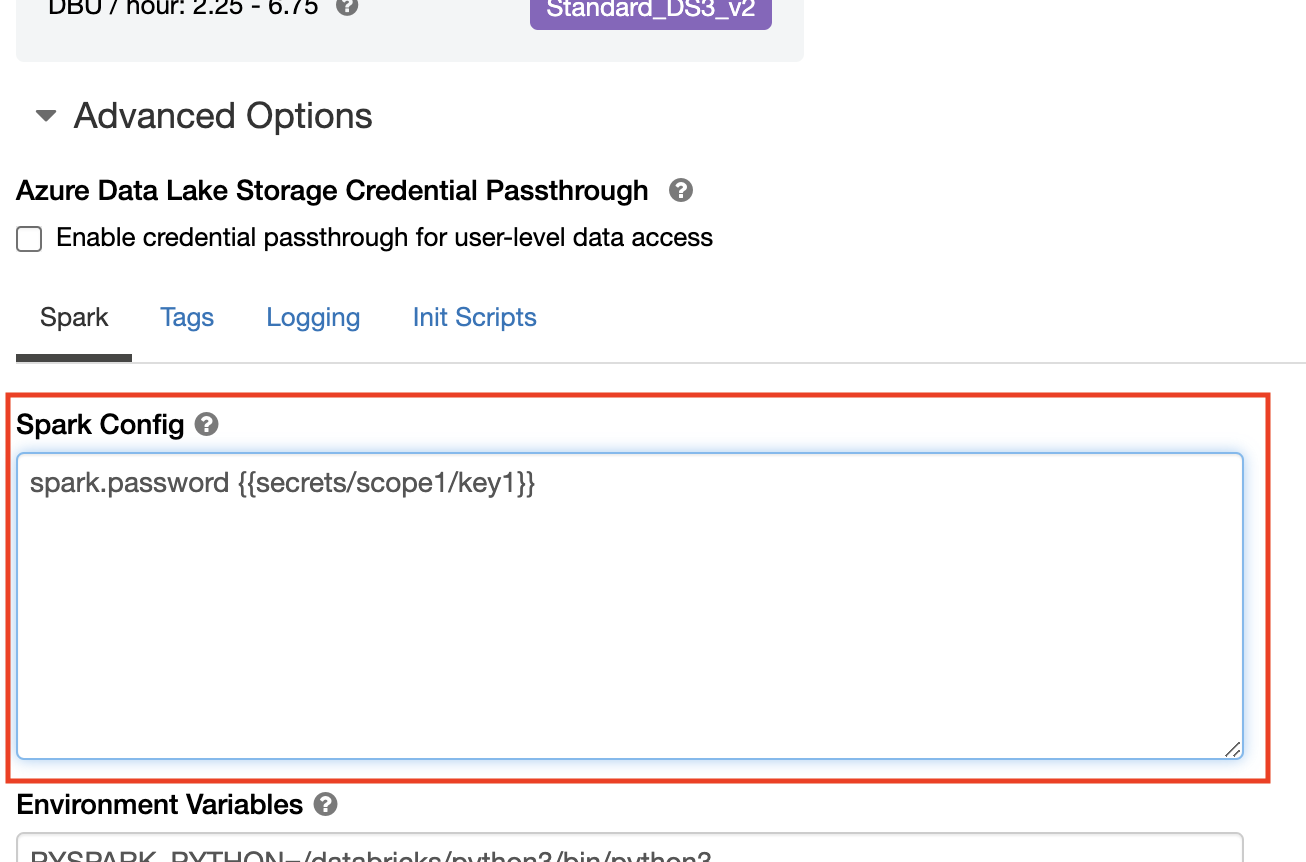 DBU / hour: 2.25 - 6.75 ?
Standard_DS3_v2
Advanced Options
Azure Data Lake Storage Credential Passthrough ?
Enable credential passthrough for user-level data access
Spark Tags Logging Init Scripts
Spark Config ?
spark.password {{secrets/scope1/key1}}
Environment Variables ?
PYSPARK_PYTHON=/databricks/python3/bin/python3